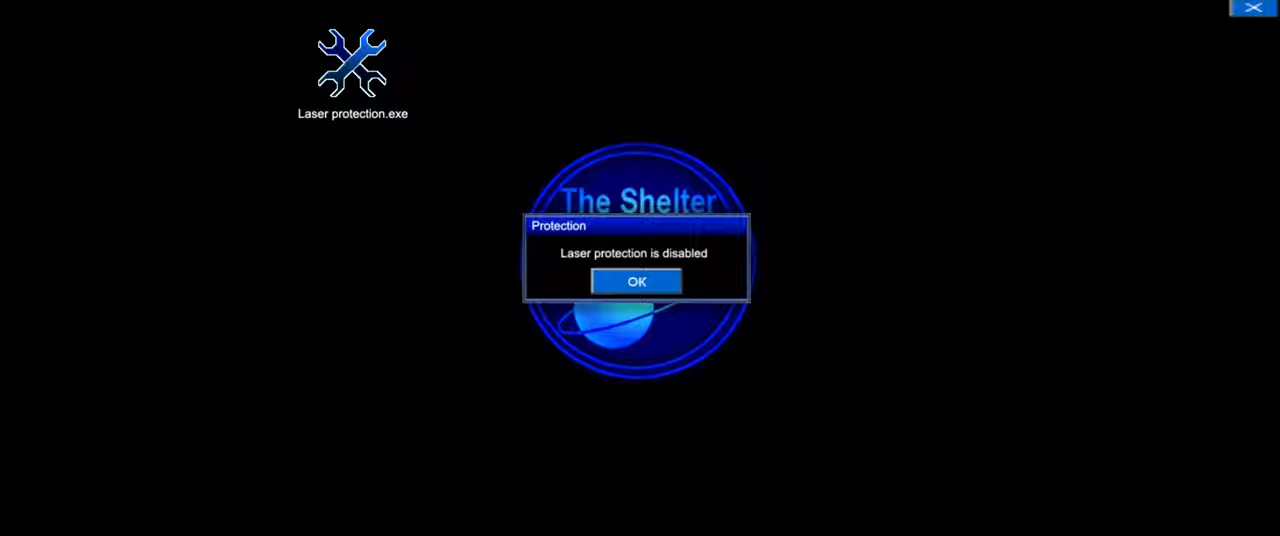 Laser protection.exe
The Shelter
Protection
Laser protection is disabled
OK